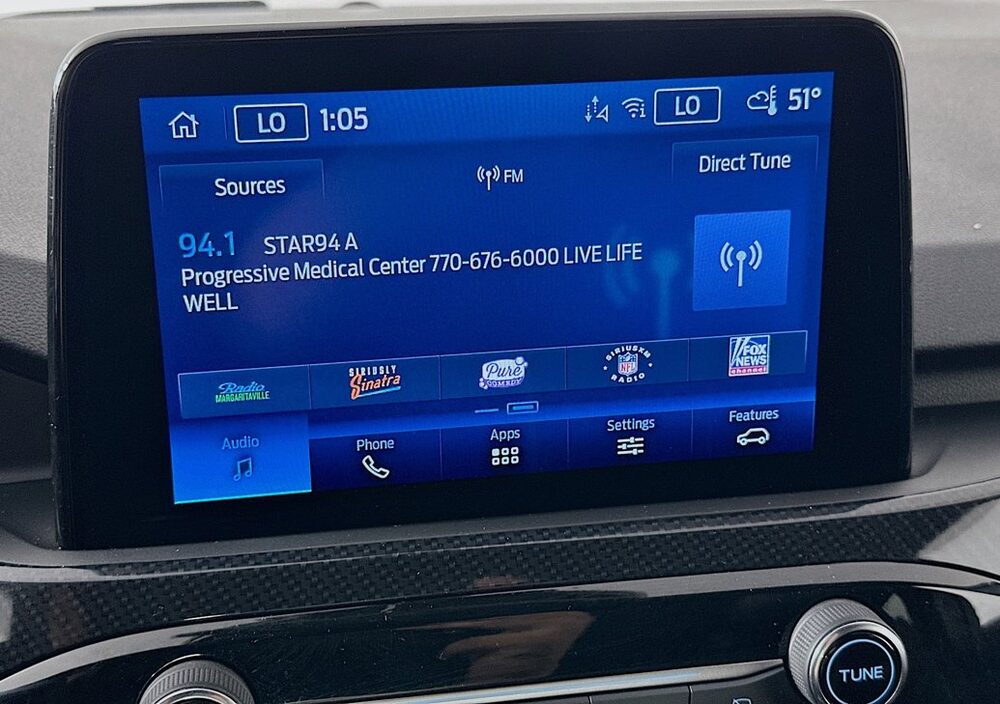 LO 1:05 LO 51°
Sources FM Direct Tune
94.1 STAR94 A
Progressive Medical Center 770-676-6000 LIVE LIFE
WELL
Radio
MARGARITAVILLE
SIRIUSLY
Sinatra
Pure
COMEDY
SIRIUSXM
NFL
RADIO
FOX
NEWS
channel
Audio Phone Apps Settings Features
TUNE